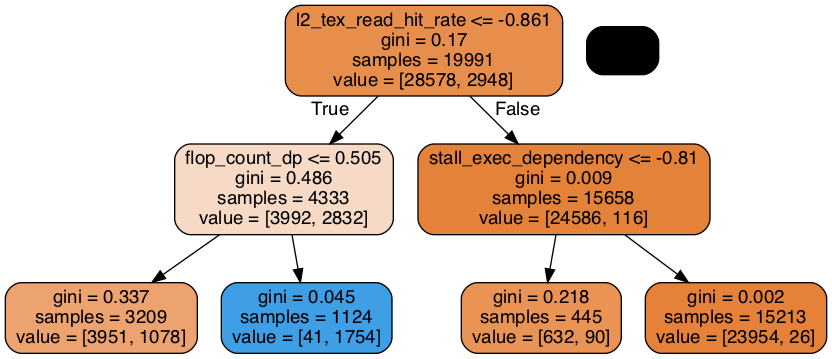 l2_tex_read_hit_rate <= -0.861
gini = 0.17
samples = 19991
value = [28578, 2948]
True
False
flop_count_dp <= 0.505
gini = 0.486
samples = 4333
value = [3992, 2832]
stall_exec_dependency <= -0.81
gini = 0.009
samples = 15658
value = [24586, 116]
gini = 0.337
samples = 3209
value = [3951, 1078]
gini = 0.045
samples = 1124
value = [41, 1754]
gini = 0.218
samples = 445
value = [632, 90]
gini = 0.002
samples = 15213
value = [23954, 26]